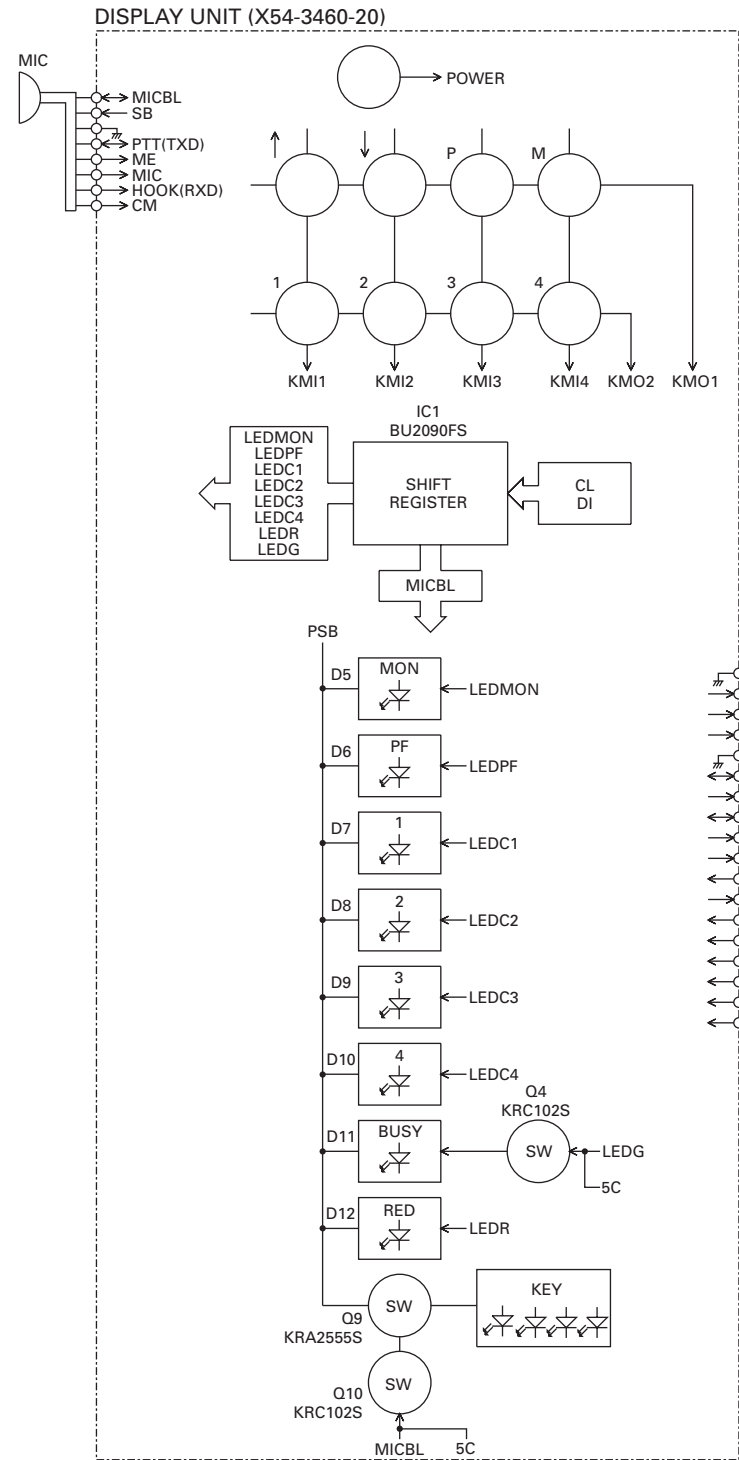 DISPLAY UNIT (X54-3460-20)
MIC
POWER
MICBL
SB
PTT(TXD)
ME
MIC
HOOK(RXD)
CM
P
M
1
2
3
4
KMI1
KMI2
KMI3
KMI4
KMO2
KMO1
IC1
BU2090FS
LEDMON
LEDPF
LEDC1
LEDC2
LEDC3
LEDC4
LEDR
LEDG
SHIFT
REGISTER
CL
DI
MICBL
PSB
D5
MON
LEDMON
D6
PF
LEDPF
D7
1
LEDC1
D8
2
LEDC2
D9
3
LEDC3
D10
4
LEDC4
Q4
KRC102S
D11
BUSY
SW
LEDG
5C
D12
RED
LEDR
KEY
SW
Q9
KRA2555S
SW
Q10
KRC102S
MICBL
5C